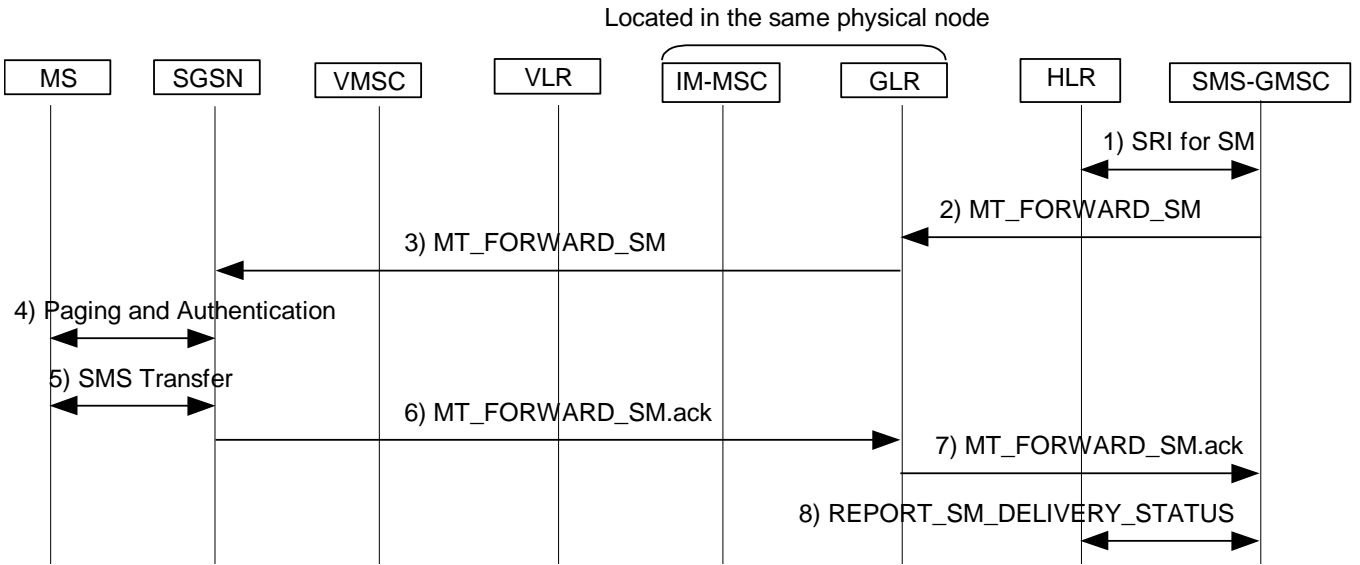 Located in the same physical node
MS SGSN VMSC VLR IM-MSC GLR HLR SMS-GMSC
1) SRI for SM
2) MT_FORWARD_SM
3) MT_FORWARD_SM
4) Paging and Authentication
5) SMS Transfer
6) MT_FORWARD_SM.ack
7) MT_FORWARD_SM.ack
8) REPORT_SM_DELIVERY_STATUS